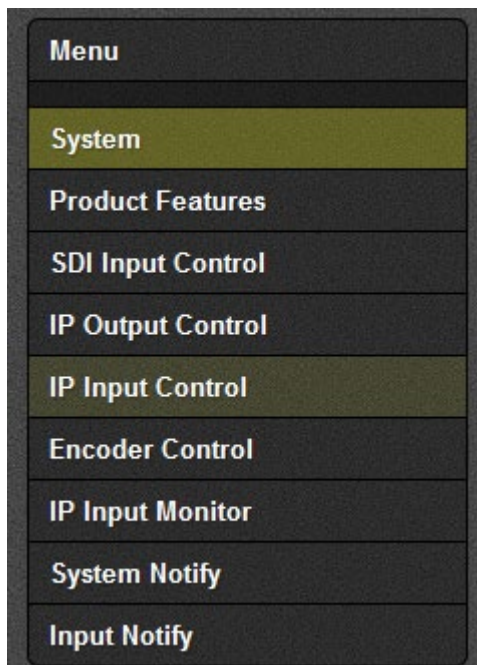 Menu
System
Product Features
SDI Input Control
IP Output Control
IP Input Control
Encoder Control
IP Input Monitor
System Notify
Input Notify